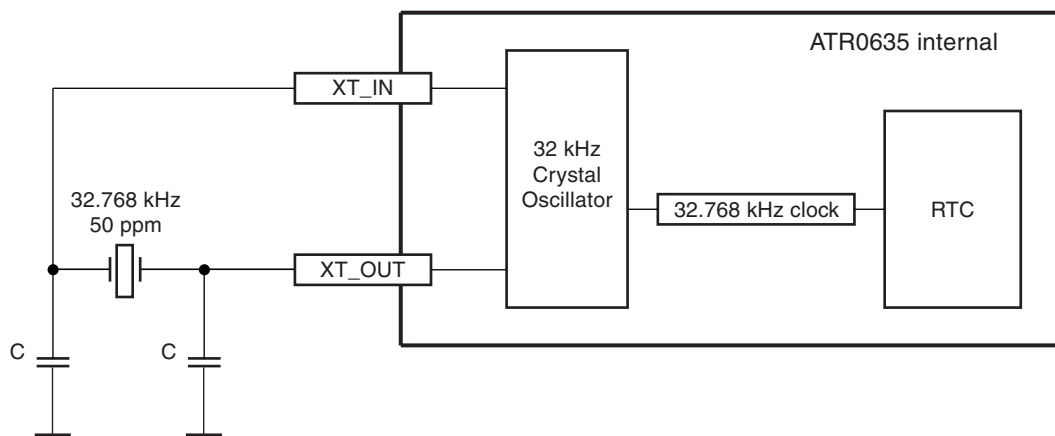 ATR0635 internal
XT_IN
32 kHz
Crystal
Oscillator
32.768 kHz
50 ppm
32.768 kHz clock
RTC
XT_OUT
C
C